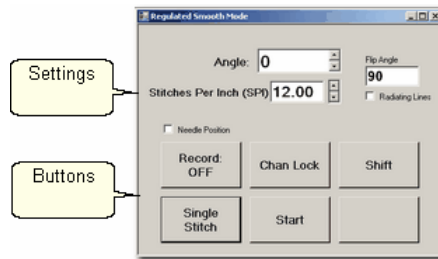 Regulated Smooth Mode
Settings
Angle: 0
Flip Angle
90
Stitches Per Inch (SPI) 12.00
Radiating Lines
Needle Position
Buttons
Record:
OFF
Chan Lock
Shift
Single
Stitch
Start